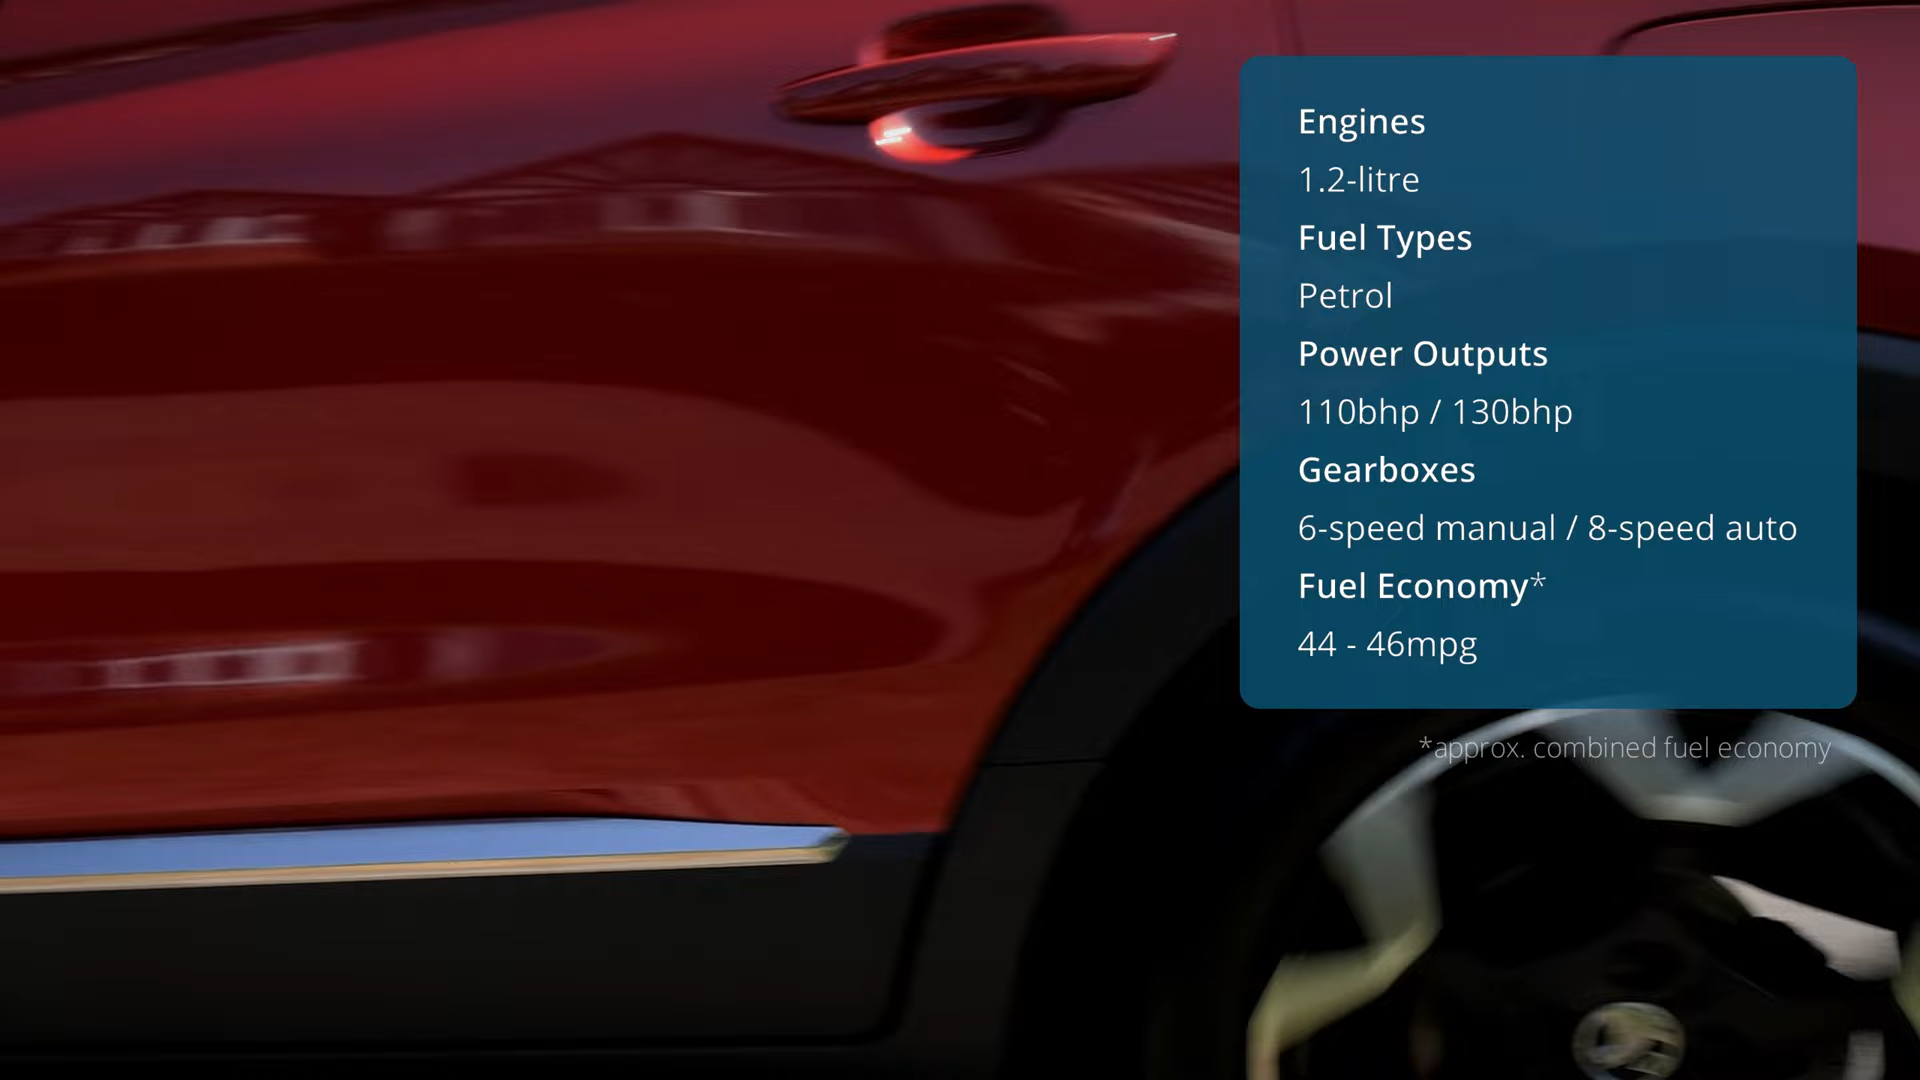 Engines
1.2-litre
Fuel Types
Petrol
Power Outputs
110bhp / 130bhp
Gearboxes
6-speed manual / 8-speed auto
Fuel Economy*
44 - 46mpg
*approx. combined fuel economy